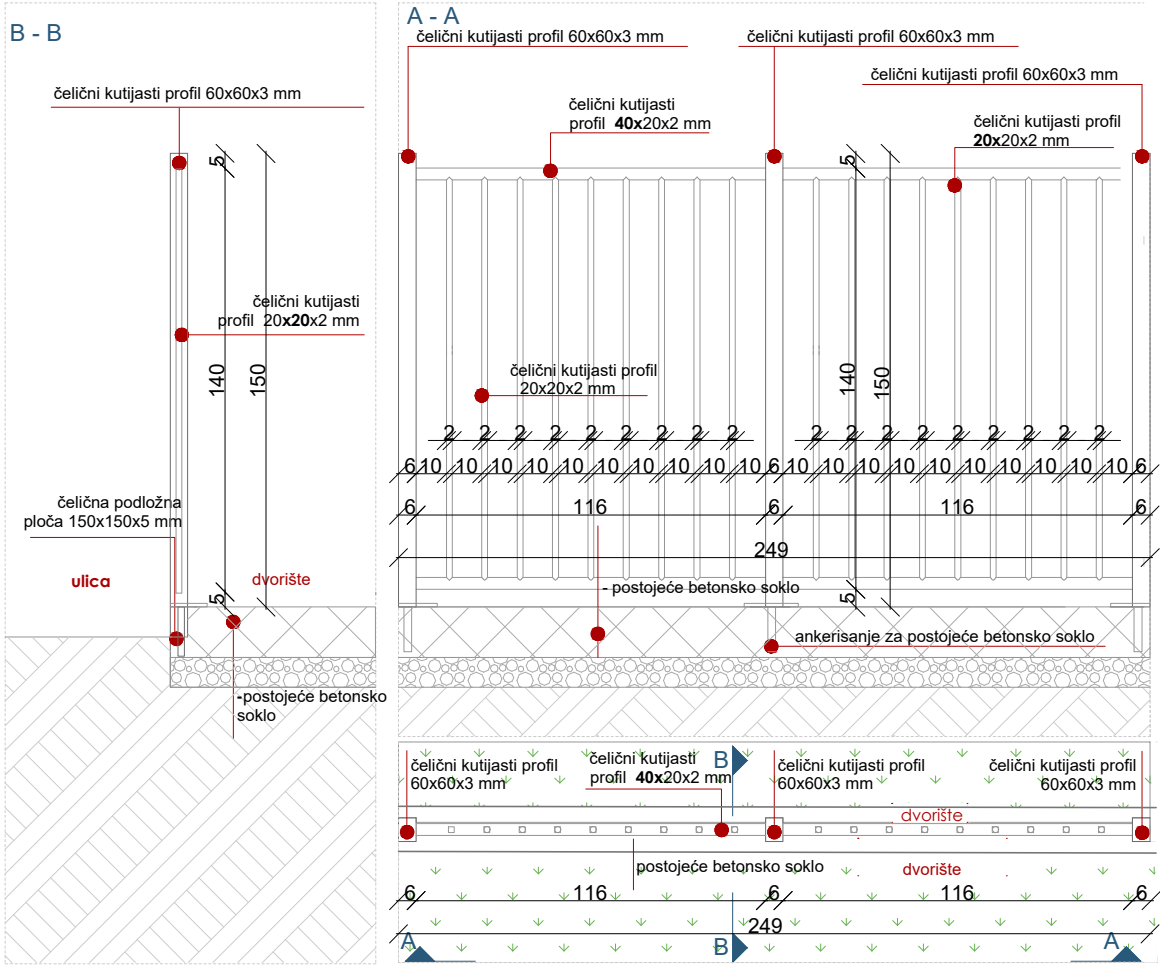 B - B
čelični kutijasti profil 60x60x3 mm
5
140
150
čelični kutijasti
profil 20x20x2 mm
čelična podložna
ploča 150x150x5 mm
ulica
dvorište
5
-postojeće betonsko
soklo
A - A
čelični kutijasti profil 60x60x3 mm
čelični kutijasti profil 60x60x3 mm
čelični kutijasti profil 60x60x3 mm
čelični kutijasti
profil 40x20x2 mm
čelični kutijasti profil
20x20x2 mm
5
140
150
čelični kutijasti profil
20x20x2 mm
2 2 2 2 2 2 2 2 2 2 2 2 2 2 2 2 2 2
6 10 10 10 10 10 10 10 10 10 10 6 10 10 10 10 10 10 10 10 10 10 6
6 116 6 116 6
249
- postojeće betonsko soklo
5
ankerisanje za postojeće betonsko soklo
B
čelični kutijasti profil
60x60x3 mm
čelični kutijasti
profil 40x20x2 mm
čelični kutijasti profil
60x60x3 mm
čelični kutijasti profil
60x60x3 mm
dvorište
postojeće betonsko soklo
dvorište
6 116 6 116 6
249
A
B
A